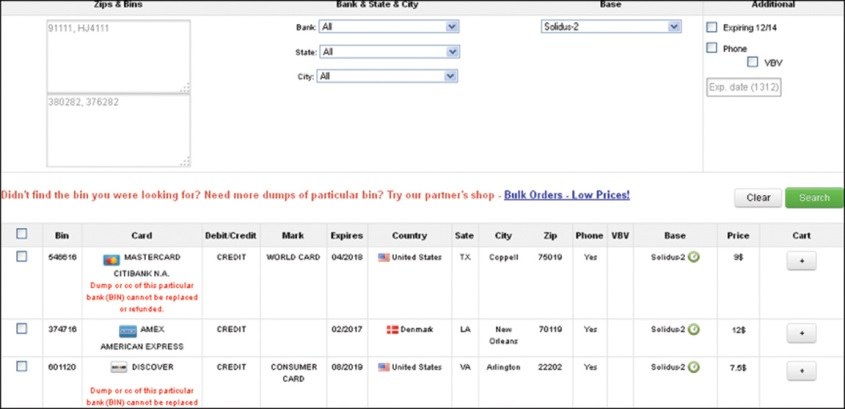 Zips & Bins Bank & State & City Base Additional
91111, HJ4111
380282, 376282
Bank: All
State: All
City: All
Solidus-2
Expiring 12/14
Phone
VBV
Exp. date (1312)
Didn't find the bin you were looking for? Need more dumps of particular bin? Try our partner's shop - Bulk Orders - Low Prices!
Clear Search
Bin Card Debit/Credit Mark Expires Country Sate City Zip Phone VBV Base Price Cart
546616 MASTERCARD CREDIT WORLD CARD 04/2018 United States TX Coppell 75019 Yes Solidus-2 9$ +
CITIBANK N.A.
Dump or cc of this particular
bank (BIN) cannot be replaced
or refunded.
374716 AMEX CREDIT 02/2017 Denmark LA New Orleans 70119 Yes Solidus-2 12$ +
AMERICAN EXPRESS
601120 DISCOVER CREDIT CONSUMER CARD 08/2019 United States VA Arlington 22202 Yes Solidus-2 7.5$ +
Dump or cc of this particular
bank (BIN) cannot be replaced